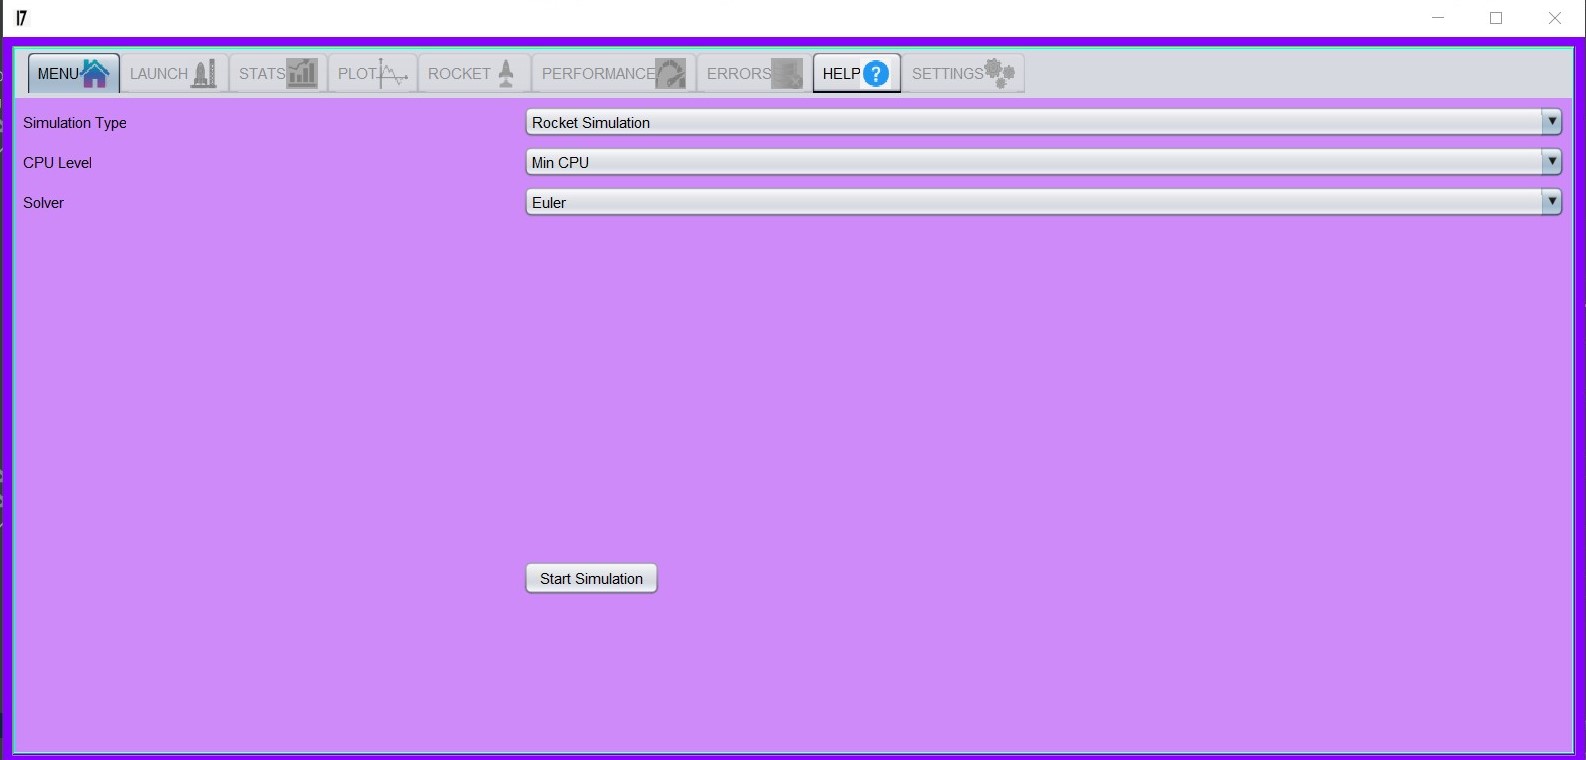 17
MENU LAUNCH STATS PLOT ROCKET PERFORMANCE ERRORS HELP ? SETTINGS
Simulation Type Rocket Simulation
CPU Level Min CPU
Solver Euler
Start Simulation